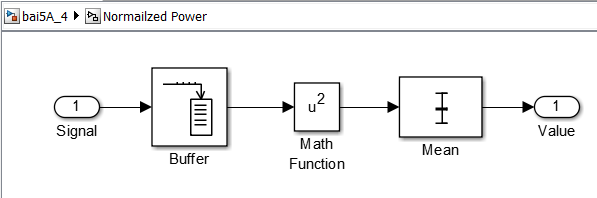 bai5A_4 Normailzed Power
1
Signal
Buffer
u²
Math
Function
Mean
1
Value